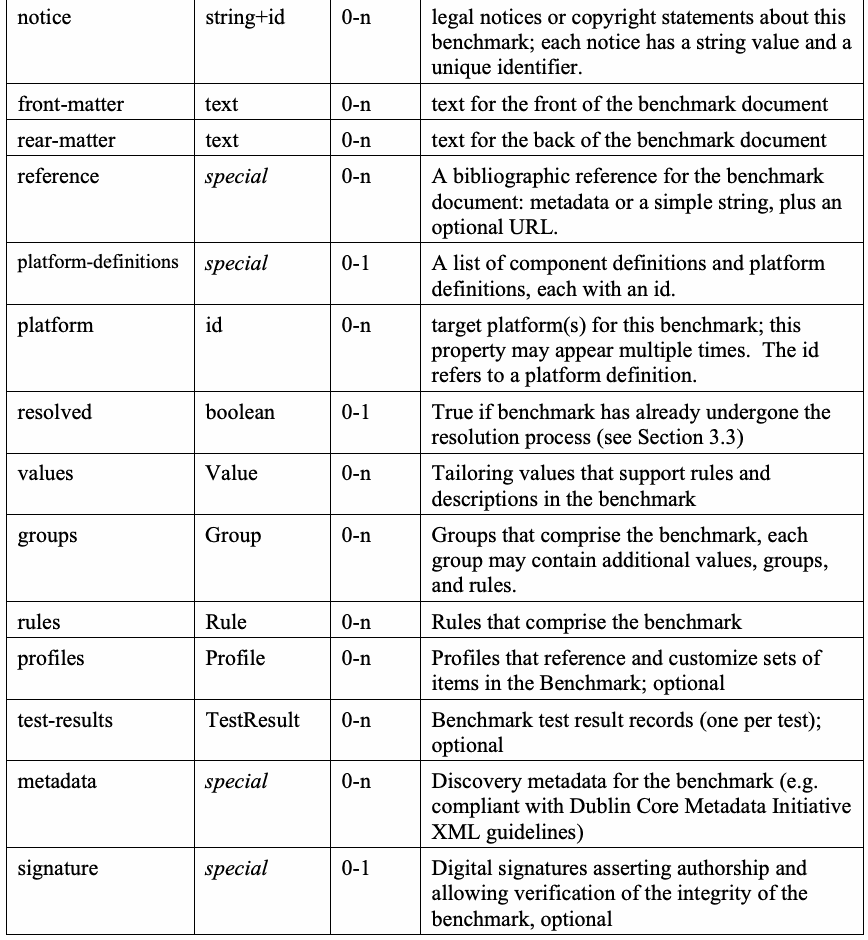 notice string+id 0-n legal notices or copyright statements about this
benchmark; each notice has a string value and a
unique identifier.
front-matter text 0-n text for the front of the benchmark document
rear-matter text 0-n text for the back of the benchmark document
reference special 0-n A bibliographic reference for the benchmark
document: metadata or a simple string, plus an
optional URL.
platform-definitions special 0-1 A list of component definitions and platform
definitions, each with an id.
platform id 0-n target platform(s) for this benchmark; this
property may appear multiple times. The id
refers to a platform definition.
resolved boolean 0-1 True if benchmark has already undergone the
resolution process (see Section 3.3)
values Value 0-n Tailoring values that support rules and
descriptions in the benchmark
groups Group 0-n Groups that comprise the benchmark, each
group may contain additional values, groups,
and rules.
rules Rule 0-n Rules that comprise the benchmark
profiles Profile 0-n Profiles that reference and customize sets of
items in the Benchmark; optional
test-results TestResult 0-n Benchmark test result records (one per test);
optional
metadata special 0-n Discovery metadata for the benchmark (e.g.
compliant with Dublin Core Metadata Initiative
XML guidelines)
signature special 0-1 Digital signatures asserting authorship and
allowing verification of the integrity of the
benchmark, optional